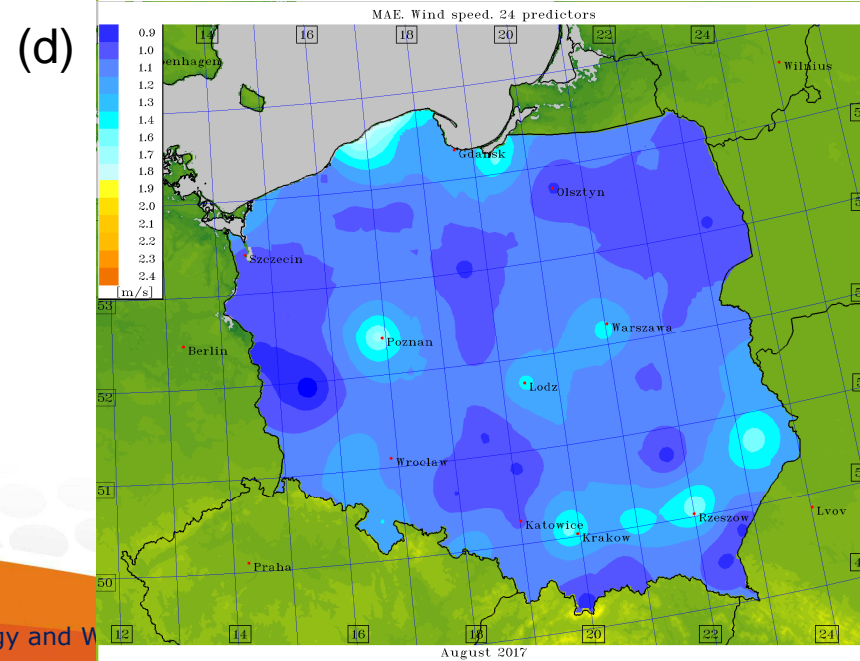 MAE. Wind speed. 24 predictors
(d)
14
16
18
20
22
24
0.9
1.0
1.1
1.2
1.3
1.4
1.6
1.7
1.8
1.9
2.0
2.1
2.2
2.3
2.4
[m/s]
enhagen
Wilnius
Gdansk
Olsztyn
Szczecin
53
Warszawa
Poznan
Berlin
Lodz
52
Wroclaw
51
Lvov
Rzeszow
Katowice
Krakow
Praha
50
gy and W
12
14
16
18
20
22
24
August 2017